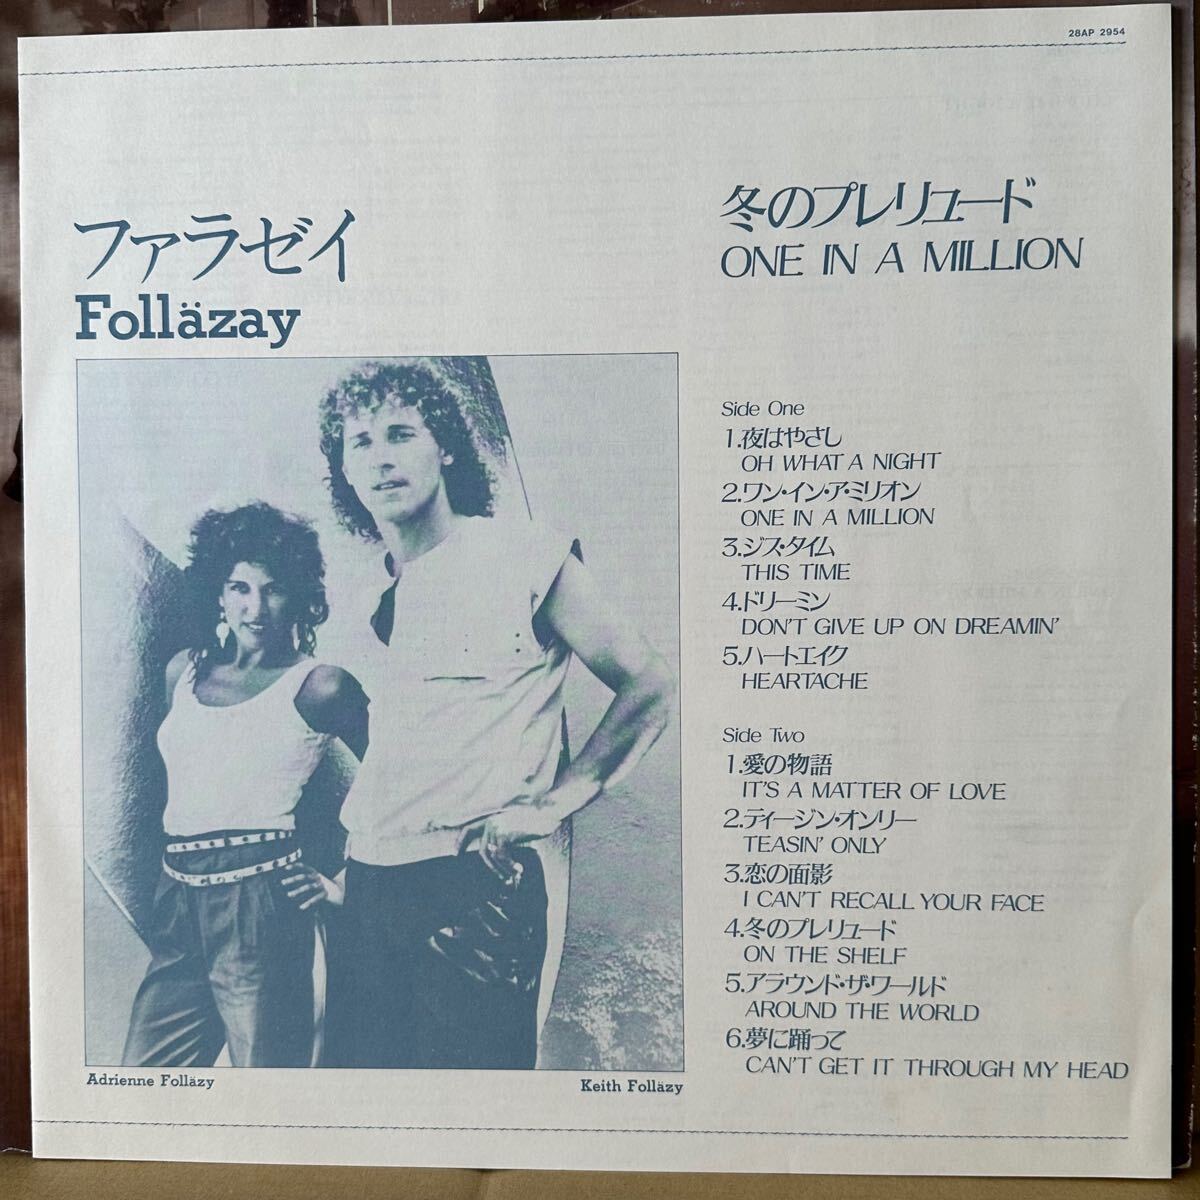 28AP 2954
ファラゼイ
Folläzay
冬のプレリュード
ONE IN A MILLION
Side One
1.夜はやさし
OH WHAT A NIGHT
2.ワン・イン・ア・ミリオン
ONE IN A MILLION
3.ジス・タイム
THIS TIME
4.ドリーミン
DON'T GIVE UP ON DREAMIN'
5.ハートエイク
HEARTACHE
Side Two
1.愛の物語
IT'S A MATTER OF LOVE
2.ティージン・オンリー
TEASIN' ONLY
3.恋の面影
I CAN'T RECALL YOUR FACE
4.冬のプレリュード
ON THE SHELF
5.アラウンド・ザ・ワールド
AROUND THE WORLD
6.夢に踊って
CAN'T GET IT THROUGH MY HEAD
Adrienne Folläzy
Keith Folläzy